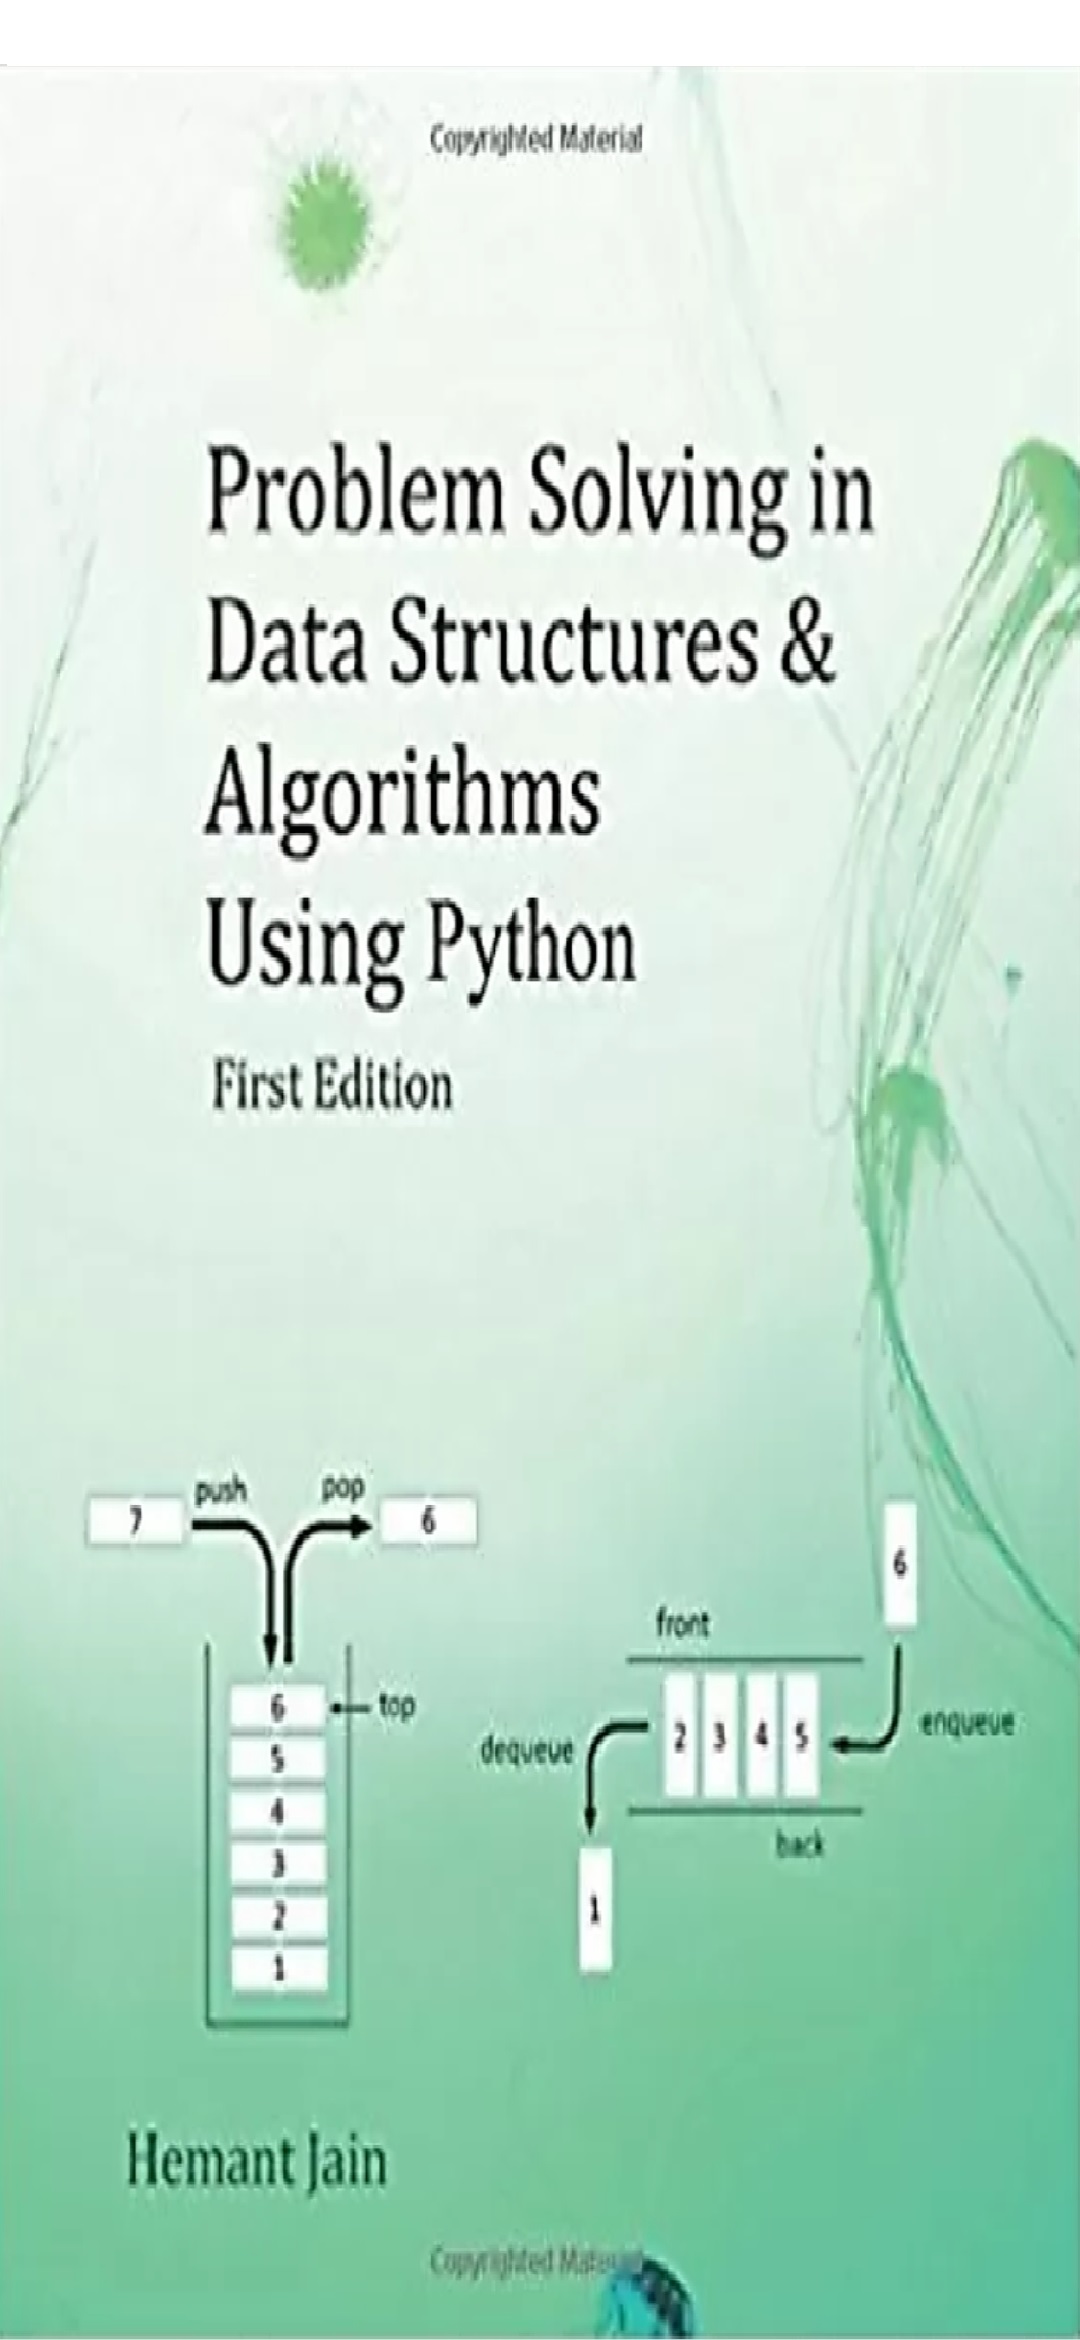 Copyrighted Material
Problem Solving in
Data Structures &
Algorithms
Using Python
First Edition
push
pop
7
6
6
top
5
4
3
2
1
6
front
2 3 4 5
enqueue
dequeue
back
1
Hemant Jain
Copyrighted Material